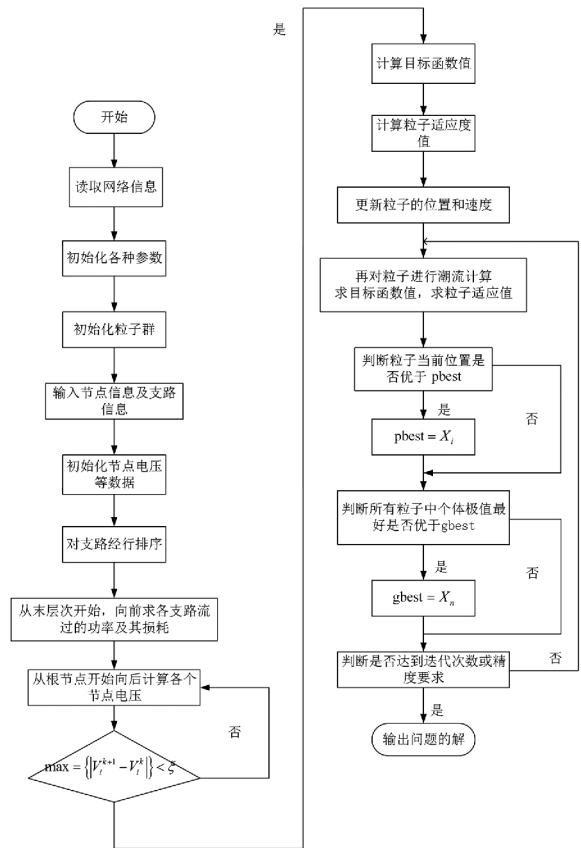 开始
读取网络信息
初始化各种参数
初始化粒子群
输入节点信息及支路
信息
初始化节点电压
等数据
对支路经行排序
从末层次开始，向前求各支路流
过的功率及其损耗
从根节点开始向后计算各个
节点电压
否
max = {|V_i^{k+1} − V_i^k|} < ξ
是
计算目标函数值
计算粒子适应度
值
更新粒子的位置和速度
再对粒子进行潮流计算
求目标函数值，求粒子适应值
判断粒子当前位置是
否优于 pbest
是
否
pbest = X_i
判断所有粒子中个体极值最
好是否优于gbest
是
否
gbest = X_n
判断是否达到迭代次数或精
度要求
否
是
输出问题的解